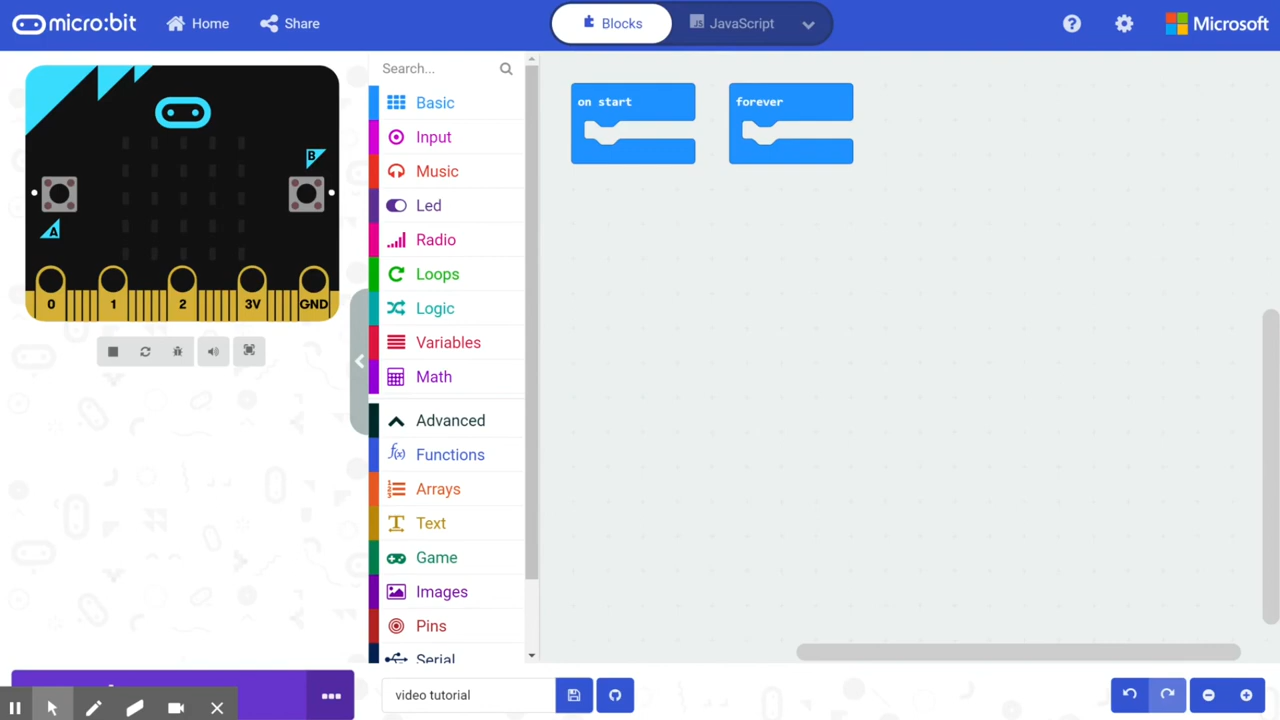 micro:bit
Home
Share
Blocks
JavaScript
Microsoft
Search...
Basic
Input
Music
Led
Radio
Loops
Logic
Variables
Math
Advanced
Functions
Arrays
Text
Game
Images
Pins
Serial
on start
forever
A
B
0 1 2 3V GND
video tutorial